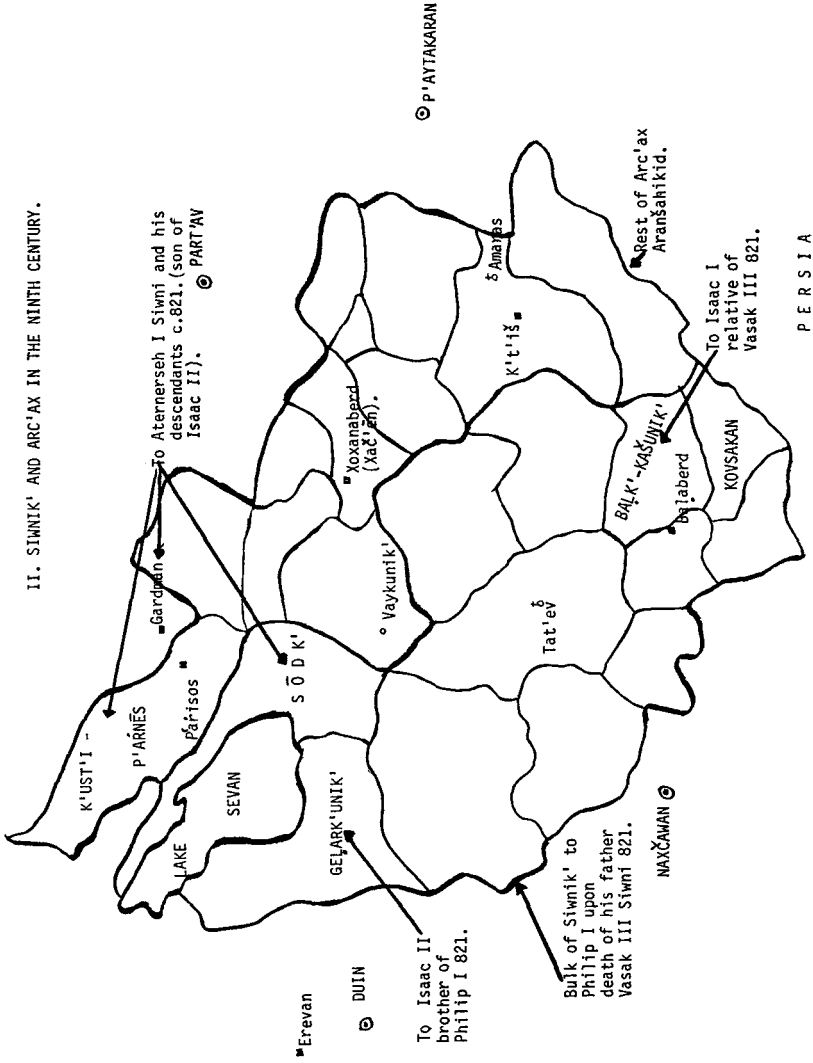 II. SIWNIK' AND ARC'AX IN THE NINTH CENTURY.
K'UST'I -
P'AṘNĒS
Pařisos
Gardman
To Aternerseh I Siwni and his
descendants c.821.(son of
Isaac II).
PART'AV
P'AYTAKARAN
LAKE
SEVAN
S Ō D K'
GEŁARK'UNIK'
Vaykunik'
Xoxanaberd
(Xač'ēn).
K't'iš
Amaras
Erevan
DUIN
To Isaac II
brother of
Philip I 821.
Tat'ev
BAŁK'-KAŠUNIK'
Bałaberd
KOVSAKAN
Rest of Arc'ax
Aranšahikid.
To Isaac I
relative of
Vasak III 821.
Bulk of Siwnik' to
Philip I upon
death of his father
Vasak III Siwni 821.
NAXČAWAN
P E R S I A